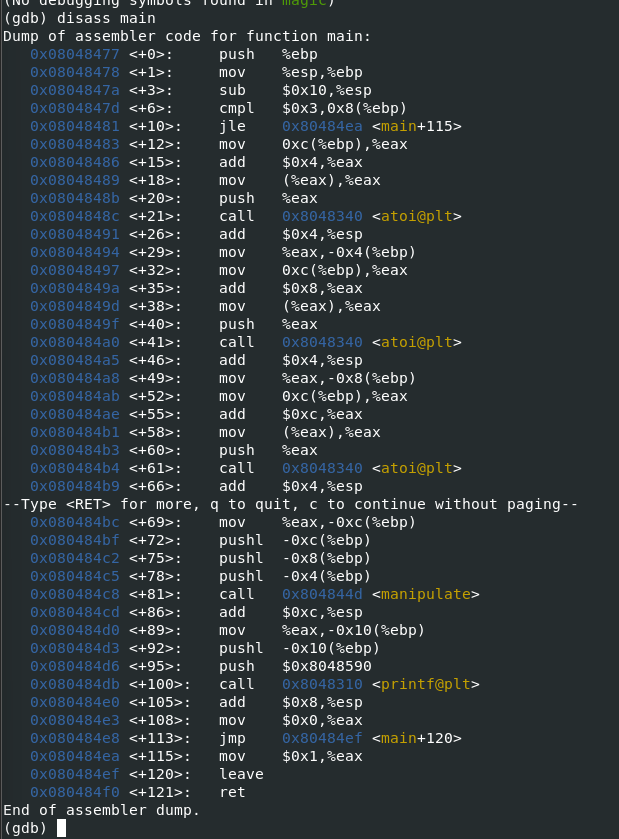 (No debugging symbols found in magic)
(gdb) disass main
Dump of assembler code for function main:
   0x08048477 <+0>:     push   %ebp
   0x08048478 <+1>:     mov    %esp,%ebp
   0x0804847a <+3>:     sub    $0x10,%esp
   0x0804847d <+6>:     cmpl   $0x3,0x8(%ebp)
   0x08048481 <+10>:    jle    0x80484ea <main+115>
   0x08048483 <+12>:    mov    0xc(%ebp),%eax
   0x08048486 <+15>:    add    $0x4,%eax
   0x08048489 <+18>:    mov    (%eax),%eax
   0x0804848b <+20>:    push   %eax
   0x0804848c <+21>:    call   0x8048340 <atoi@plt>
   0x08048491 <+26>:    add    $0x4,%esp
   0x08048494 <+29>:    mov    %eax,-0x4(%ebp)
   0x08048497 <+32>:    mov    0xc(%ebp),%eax
   0x0804849a <+35>:    add    $0x8,%eax
   0x0804849d <+38>:    mov    (%eax),%eax
   0x0804849f <+40>:    push   %eax
   0x080484a0 <+41>:    call   0x8048340 <atoi@plt>
   0x080484a5 <+46>:    add    $0x4,%esp
   0x080484a8 <+49>:    mov    %eax,-0x8(%ebp)
   0x080484ab <+52>:    mov    0xc(%ebp),%eax
   0x080484ae <+55>:    add    $0xc,%eax
   0x080484b1 <+58>:    mov    (%eax),%eax
   0x080484b3 <+60>:    push   %eax
   0x080484b4 <+61>:    call   0x8048340 <atoi@plt>
   0x080484b9 <+66>:    add    $0x4,%esp
--Type <RET> for more, q to quit, c to continue without paging--
   0x080484bc <+69>:    mov    %eax,-0xc(%ebp)
   0x080484bf <+72>:    pushl  -0xc(%ebp)
   0x080484c2 <+75>:    pushl  -0x8(%ebp)
   0x080484c5 <+78>:    pushl  -0x4(%ebp)
   0x080484c8 <+81>:    call   0x804844d <manipulate>
   0x080484cd <+86>:    add    $0xc,%esp
   0x080484d0 <+89>:    mov    %eax,-0x10(%ebp)
   0x080484d3 <+92>:    pushl  -0x10(%ebp)
   0x080484d6 <+95>:    push   $0x8048590
   0x080484db <+100>:   call   0x8048310 <printf@plt>
   0x080484e0 <+105>:   add    $0x8,%esp
   0x080484e3 <+108>:   mov    $0x0,%eax
   0x080484e8 <+113>:   jmp    0x80484ef <main+120>
   0x080484ea <+115>:   mov    $0x1,%eax
   0x080484ef <+120>:   leave
   0x080484f0 <+121>:   ret
End of assembler dump.
(gdb)